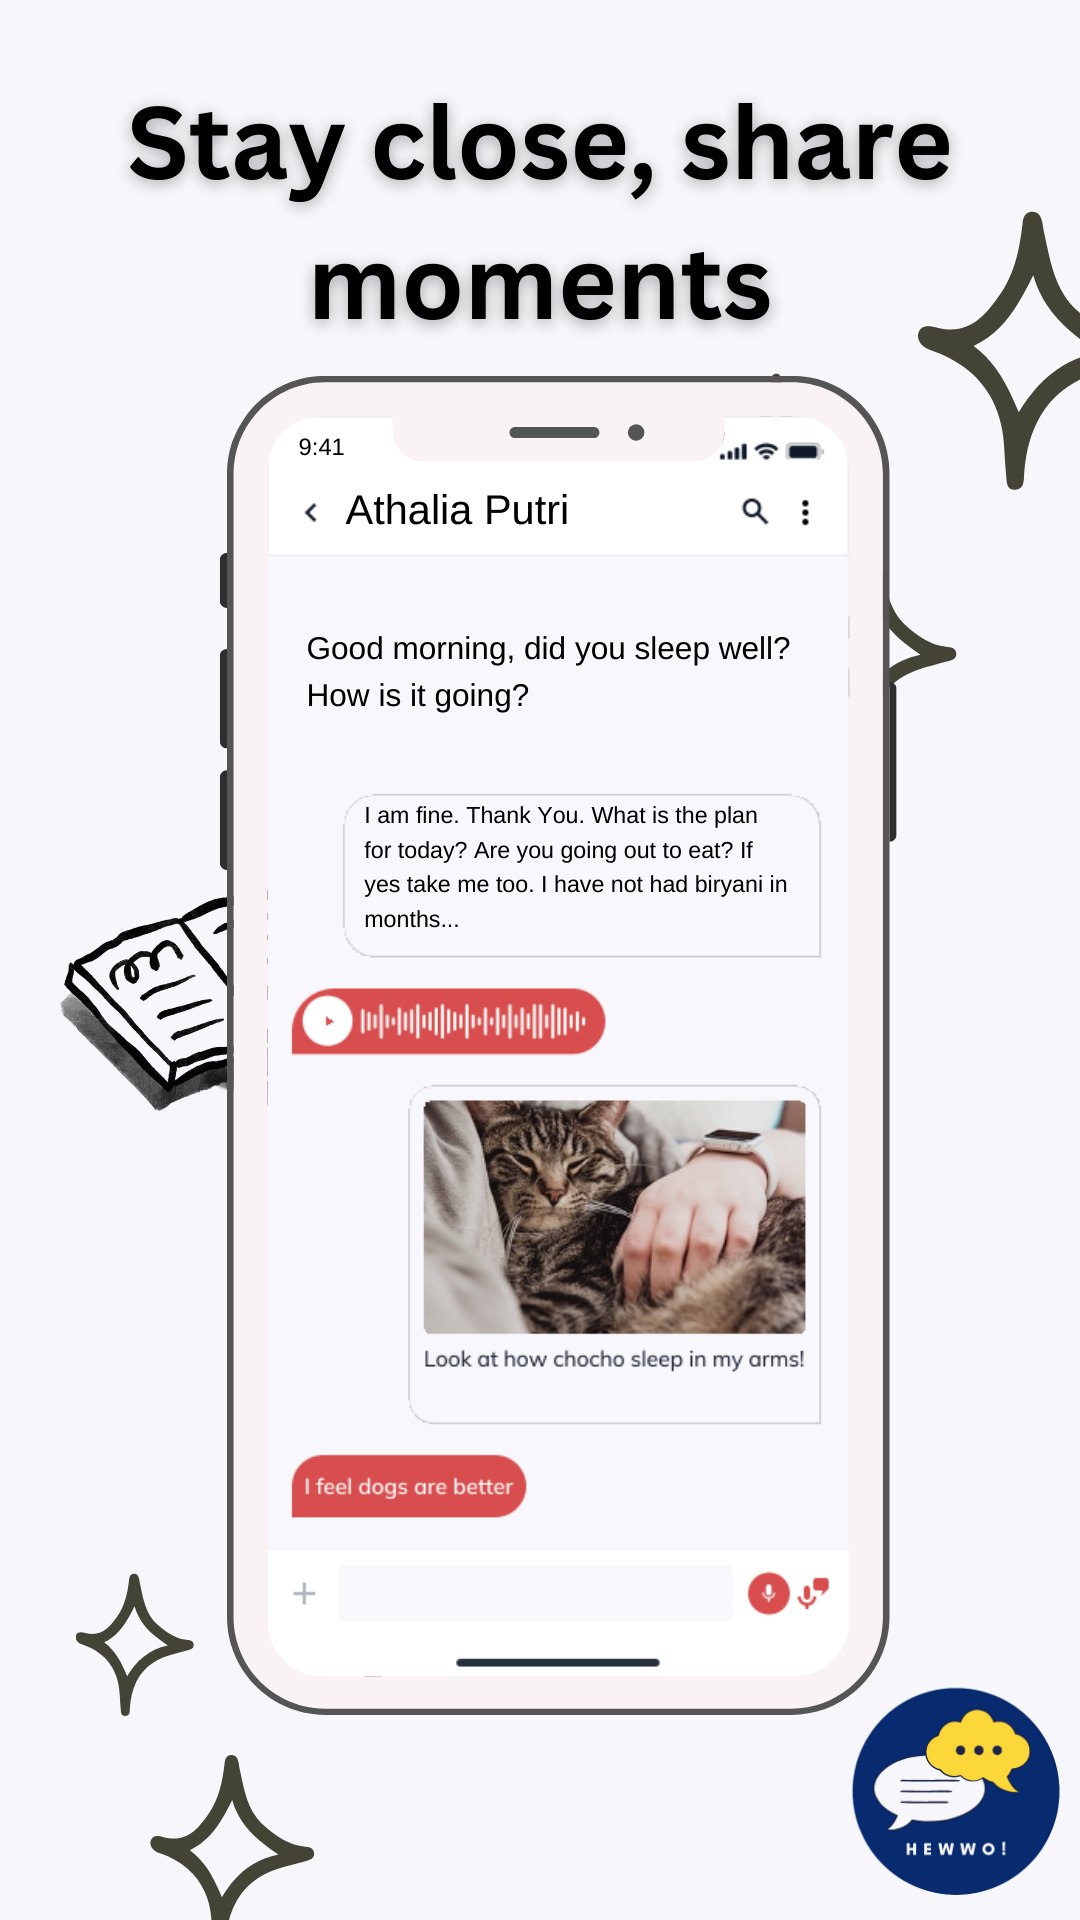 Stay close, share
moments
9:41
Athalia Putri
Good morning, did you sleep well?
How is it going?
I am fine. Thank You. What is the plan
for today? Are you going out to eat? If
yes take me too. I have not had biryani in
months...
Look at how chocho sleep in my arms!
I feel dogs are better
HEWWO!